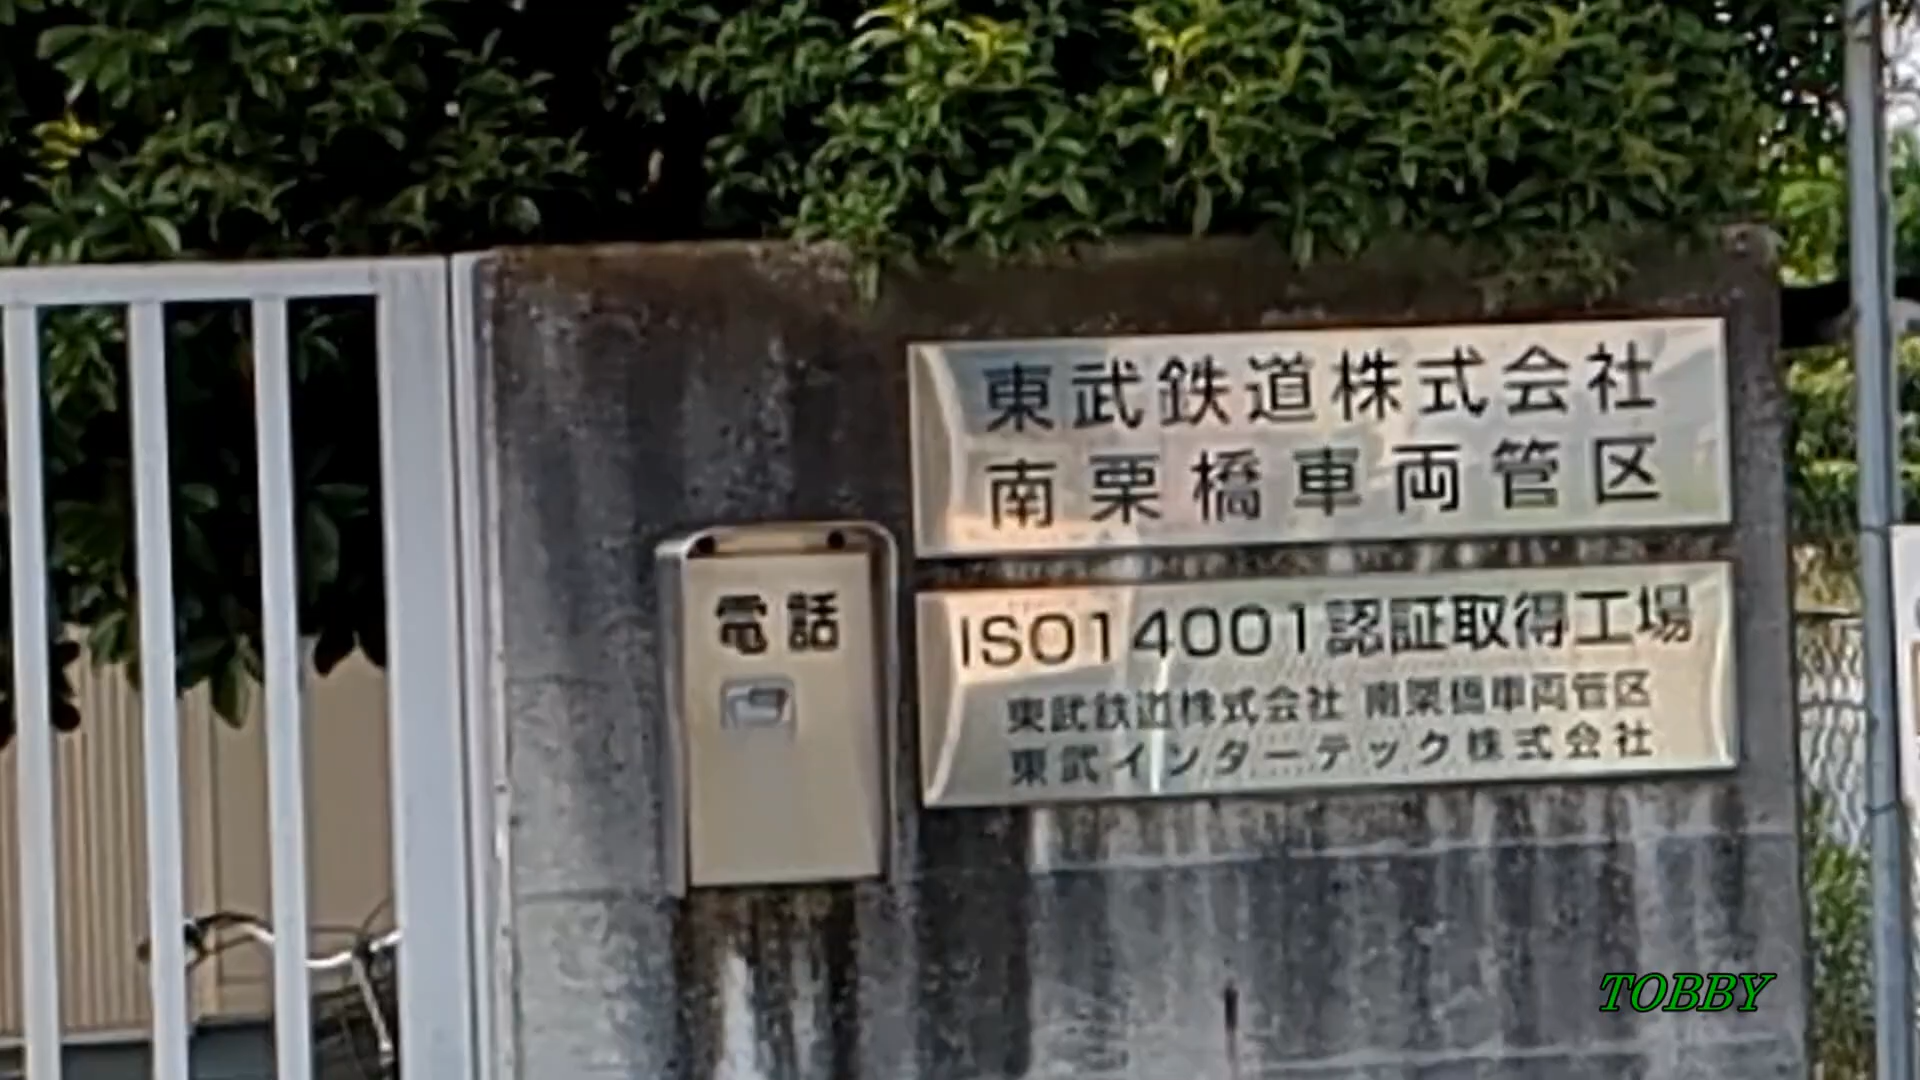 東武鉄道株式会社
南栗橋車両管区
電話
ISO14001認証取得工場
東武鉄道株式会社 南栗橋車両管区
東武インターテック株式会社
TOBBY